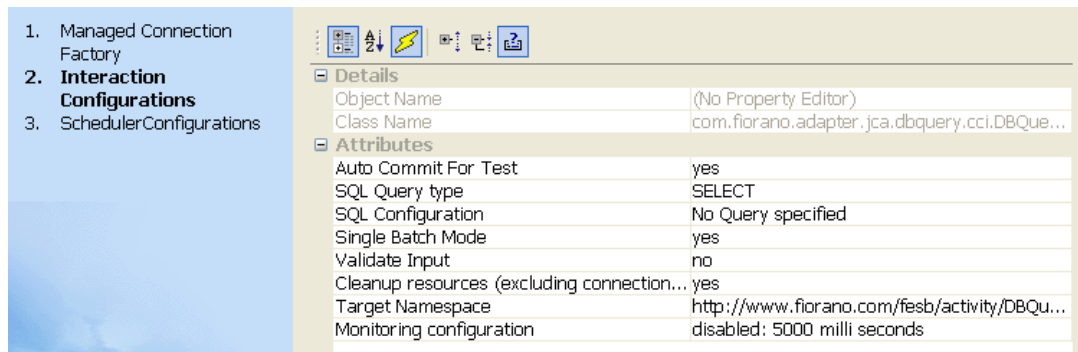 1. Managed Connection
Factory
2. Interaction
Configurations
3. SchedulerConfigurations
Details
Object Name (No Property Editor)
Class Name com.fiorano.adapter.jca.dbquery.cci.DBQue...
Attributes
Auto Commit For Test yes
SQL Query type SELECT
SQL Configuration No Query specified
Single Batch Mode yes
Validate Input no
Cleanup resources (excluding connection... yes
Target Namespace http://www.fiorano.com/fesb/activity/DBQu...
Monitoring configuration disabled: 5000 milli seconds